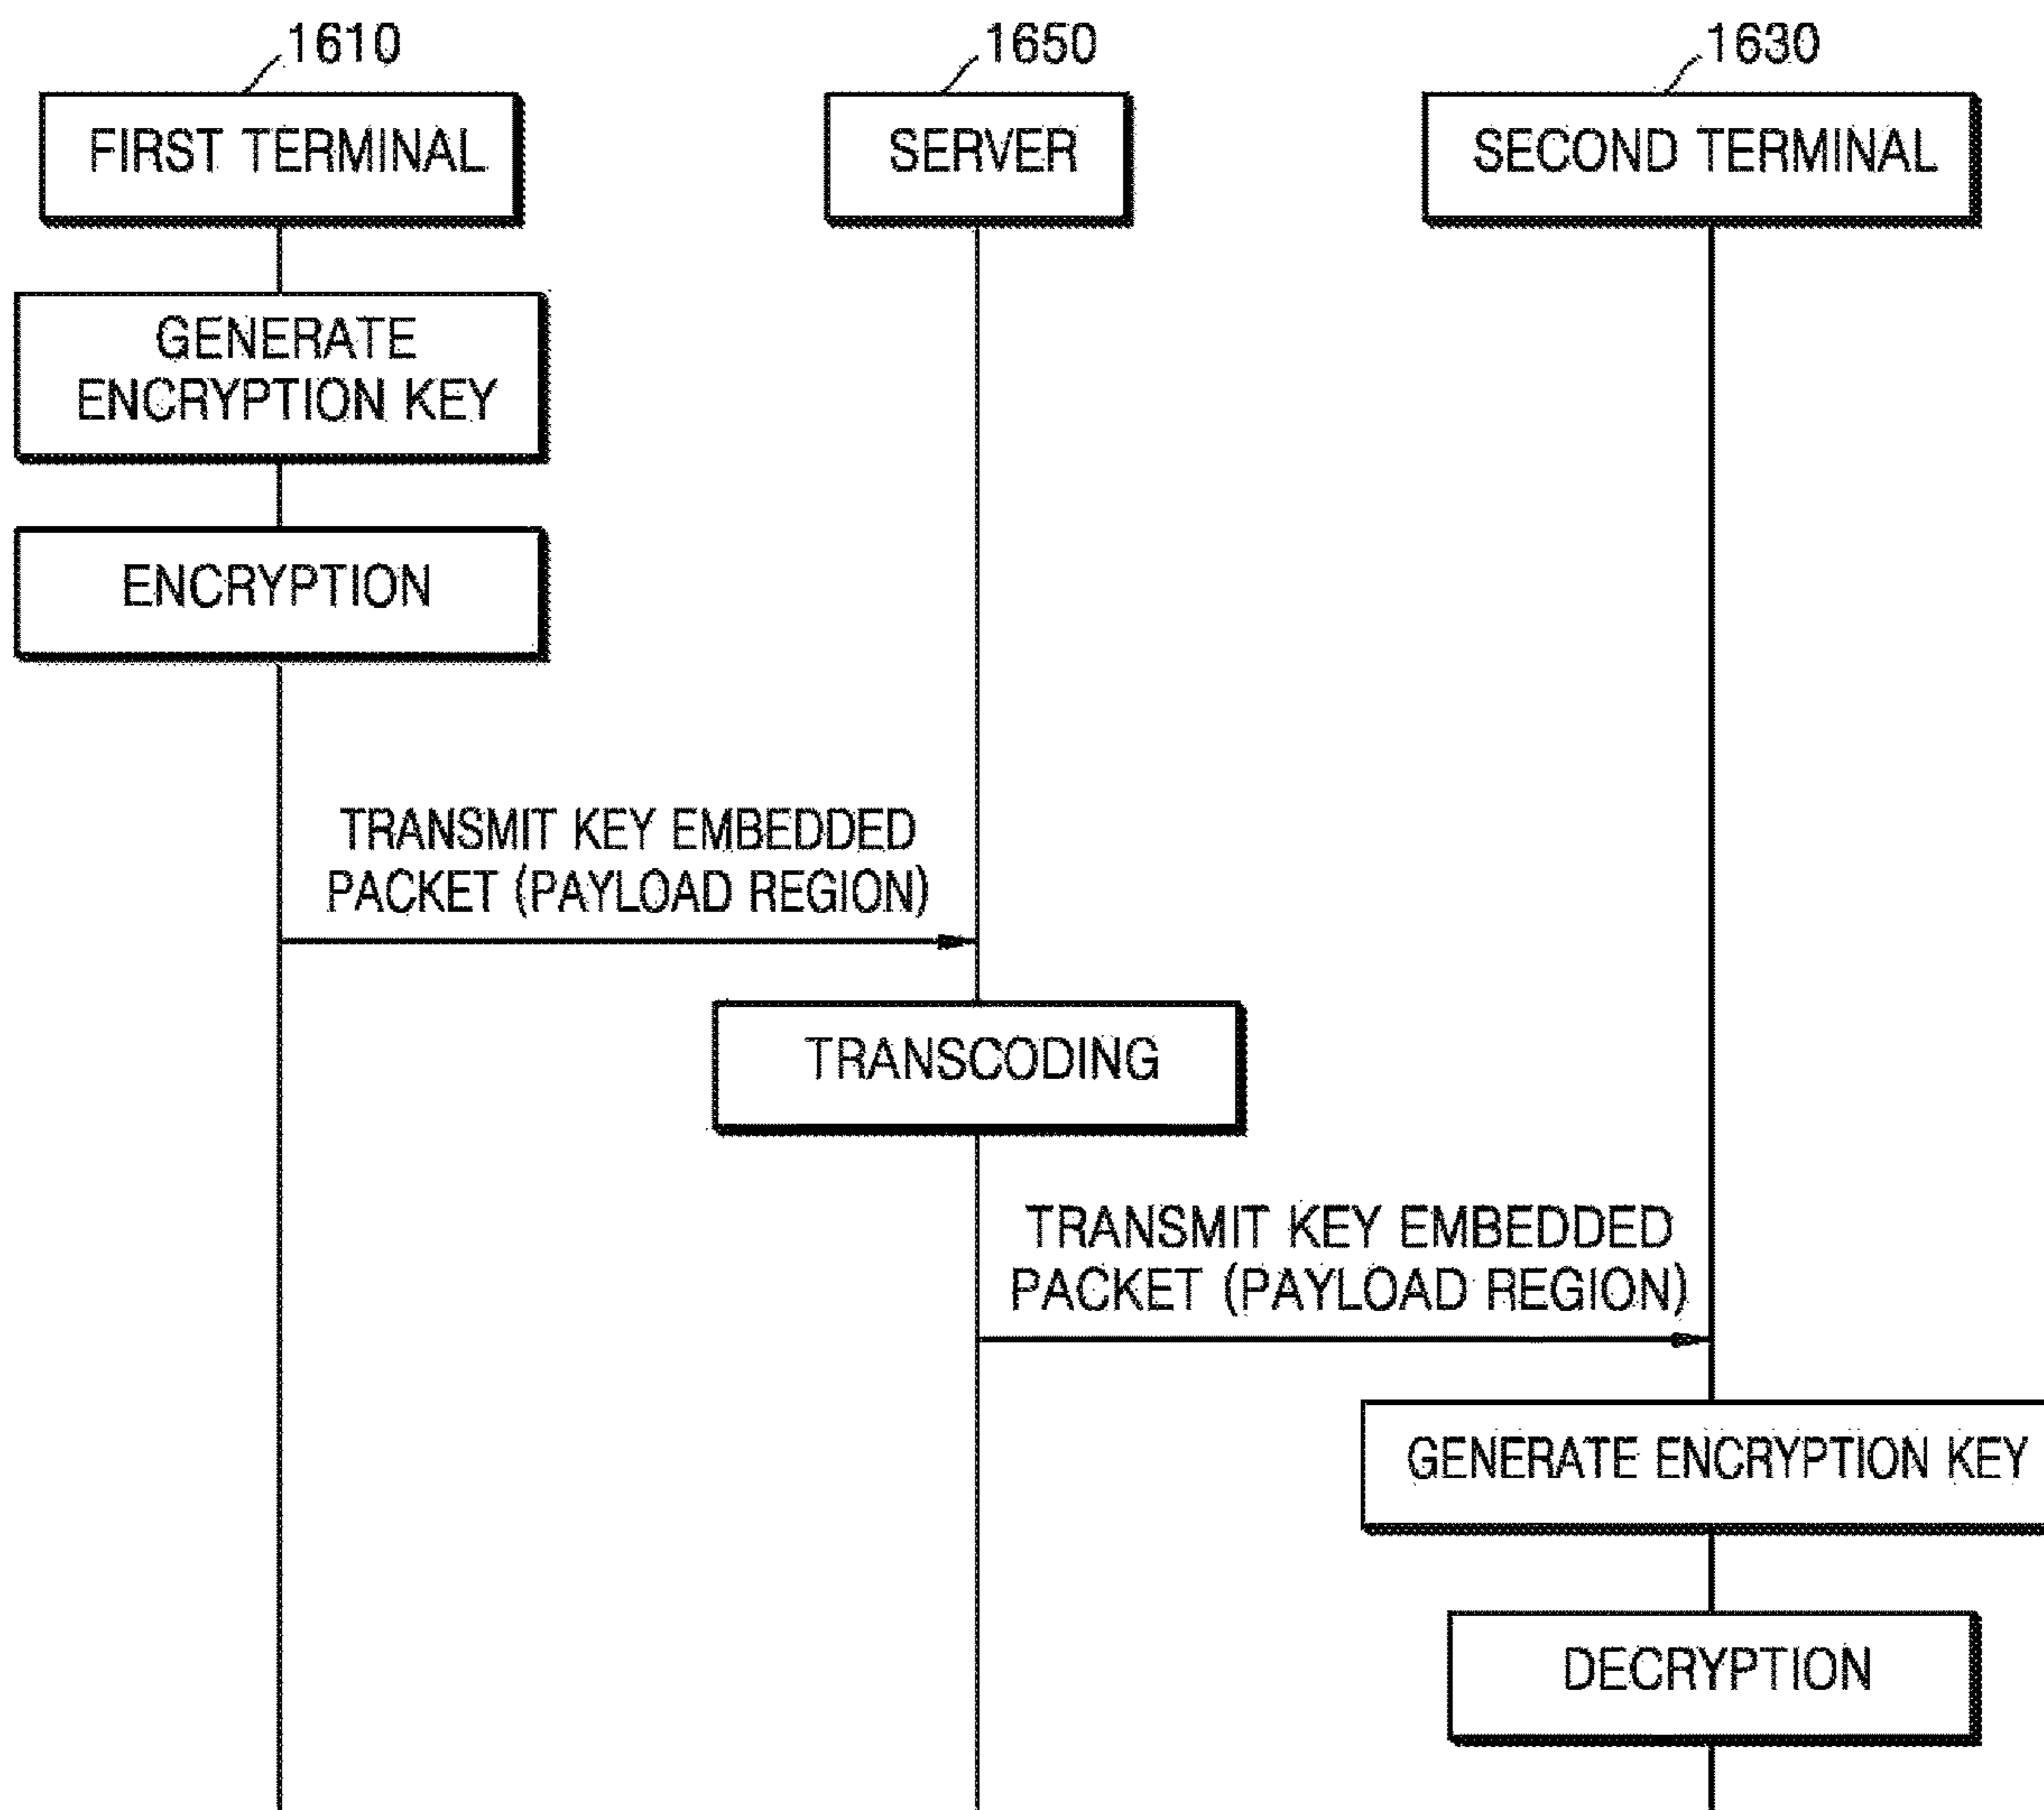 1610
1650
1630
FIRST TERMINAL
SERVER
SECOND TERMINAL
GENERATE
ENCRYPTION KEY
ENCRYPTION
TRANSMIT KEY EMBEDDED
PACKET (PAYLOAD REGION)
TRANSCODING
TRANSMIT KEY EMBEDDED
PACKET (PAYLOAD REGION)
GENERATE ENCRYPTION KEY
DECRYPTION